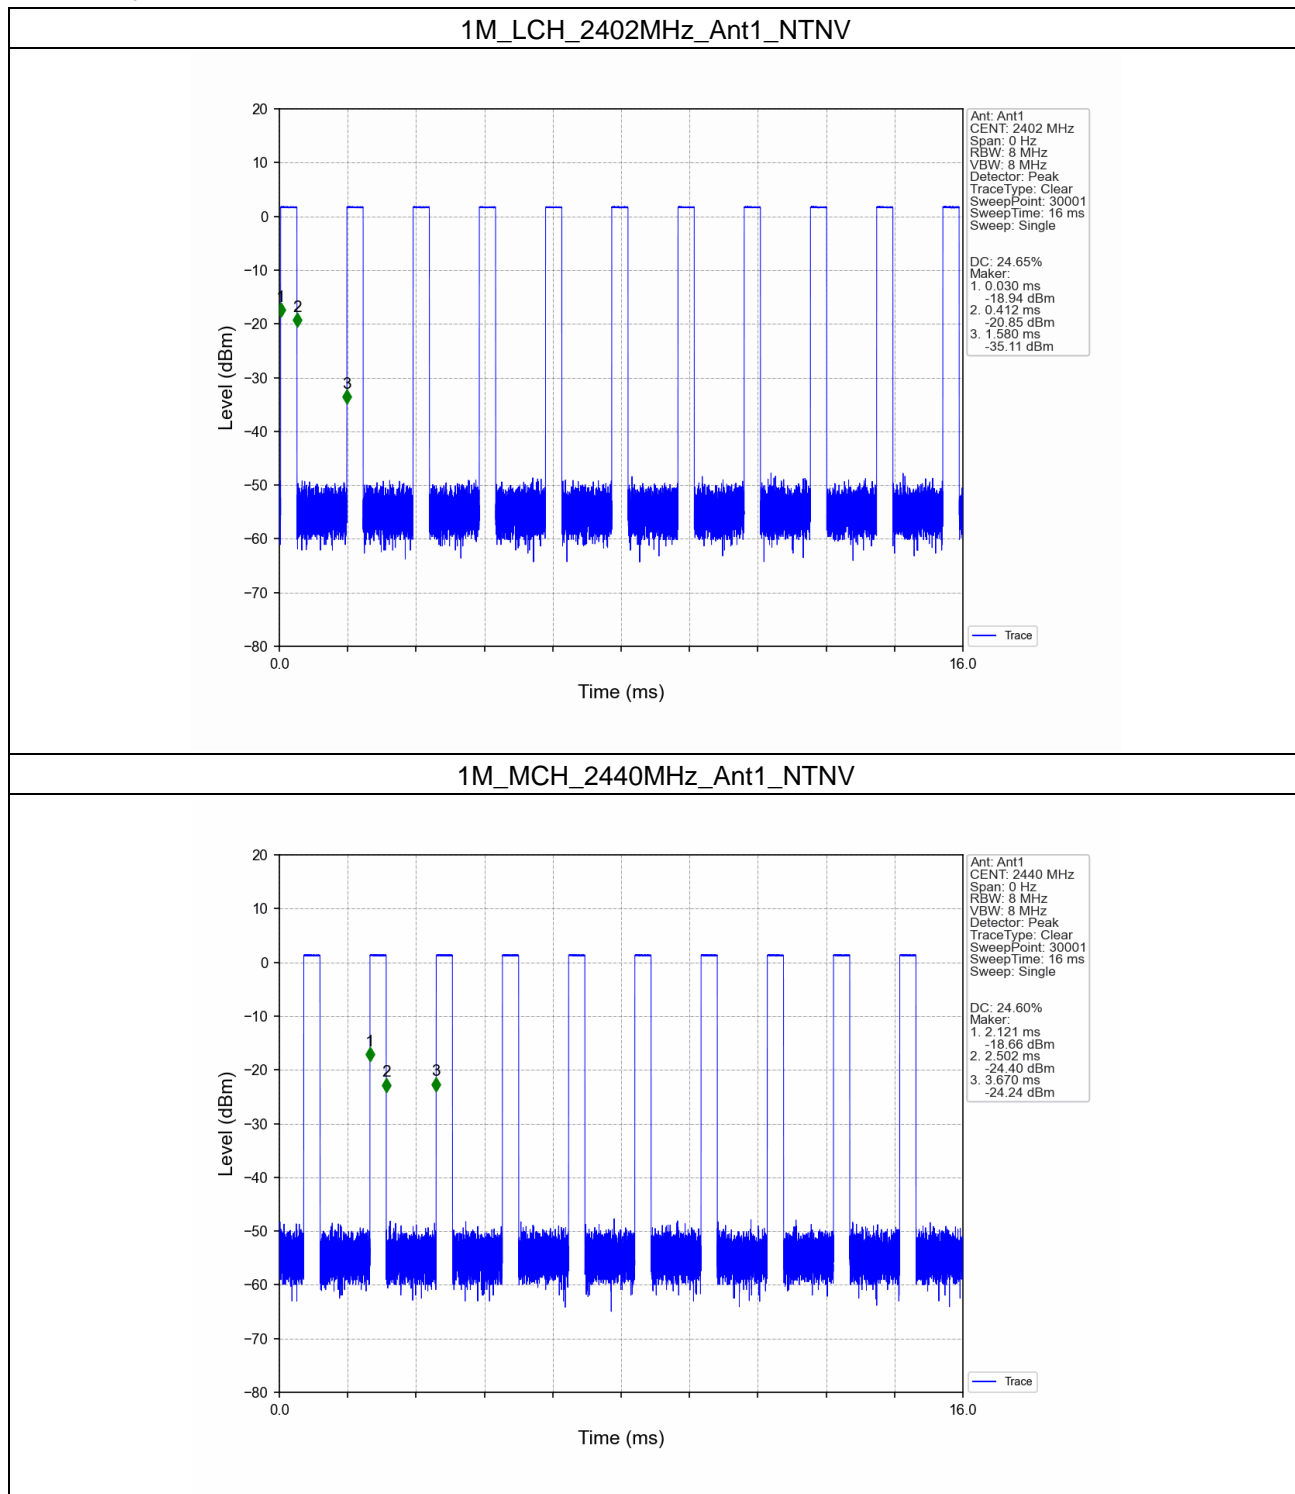 1M_LCH_2402MHz_Ant1_NTNV
20
10
0
−10
−20
−30
−40
−50
−60
−70
−80
Level (dBm)
1
2
3
0.0
16.0
Time (ms)
Ant: Ant1
CENT: 2402 MHz
Span: 0 Hz
RBW: 8 MHz
VBW: 8 MHz
Detector: Peak
TraceType: Clear
SweepPoint: 30001
SweepTime: 16 ms
Sweep: Single
DC: 24.65%
Maker:
1. 0.030 ms
-18.94 dBm
2. 0.412 ms
-20.85 dBm
3. 1.580 ms
-35.11 dBm
Trace
1M_MCH_2440MHz_Ant1_NTNV
20
10
0
−10
−20
−30
−40
−50
−60
−70
−80
Level (dBm)
1
2
3
0.0
16.0
Time (ms)
Ant: Ant1
CENT: 2440 MHz
Span: 0 Hz
RBW: 8 MHz
VBW: 8 MHz
Detector: Peak
TraceType: Clear
SweepPoint: 30001
SweepTime: 16 ms
Sweep: Single
DC: 24.60%
Maker:
1. 2.121 ms
-18.66 dBm
2. 2.502 ms
-24.40 dBm
3. 3.670 ms
-24.24 dBm
Trace